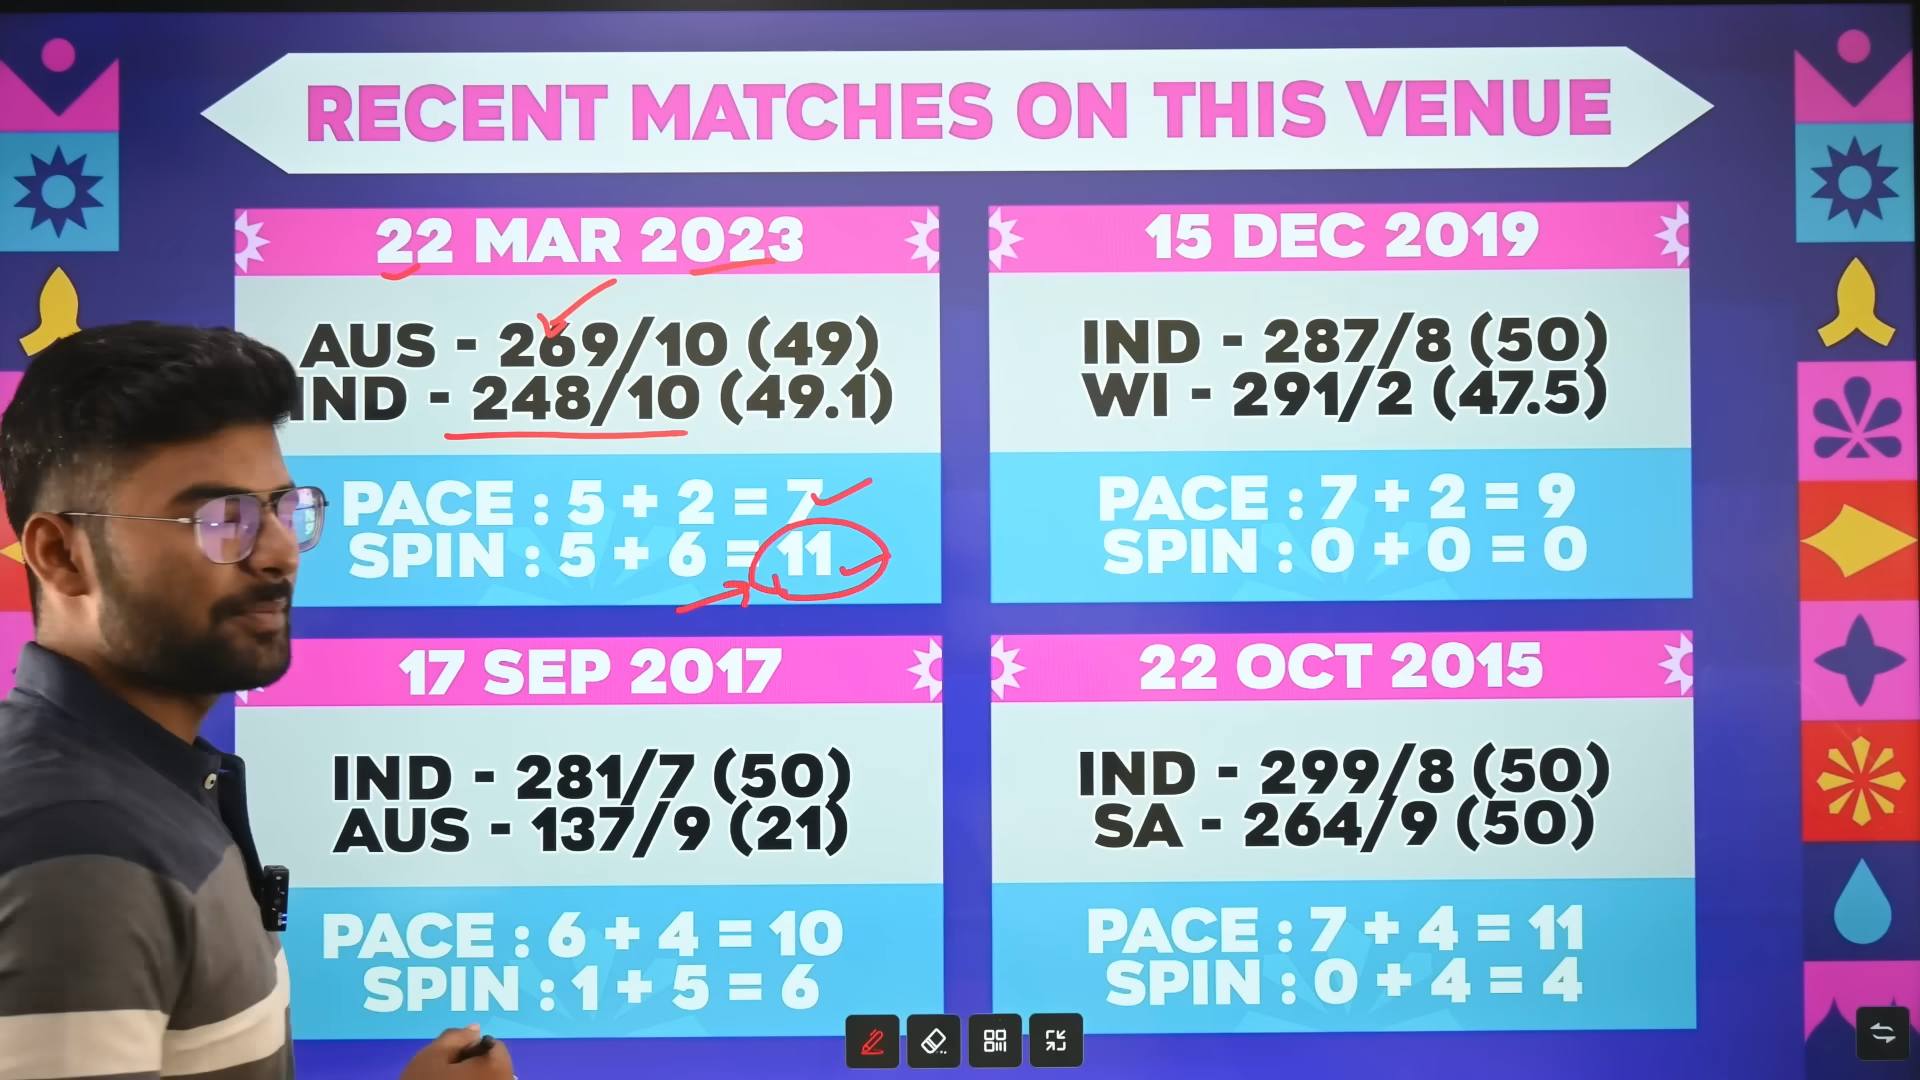 RECENT MATCHES ON THIS VENUE
22 MAR 2023
AUS - 269/10 (49)
IND - 248/10 (49.1)
PACE : 5 + 2 = 7
SPIN : 5 + 6 = 11
15 DEC 2019
IND - 287/8 (50)
WI - 291/2 (47.5)
PACE : 7 + 2 = 9
SPIN : 0 + 0 = 0
17 SEP 2017
IND - 281/7 (50)
AUS - 137/9 (21)
PACE : 6 + 4 = 10
SPIN : 1 + 5 = 6
22 OCT 2015
IND - 299/8 (50)
SA - 264/9 (50)
PACE : 7 + 4 = 11
SPIN : 0 + 4 = 4